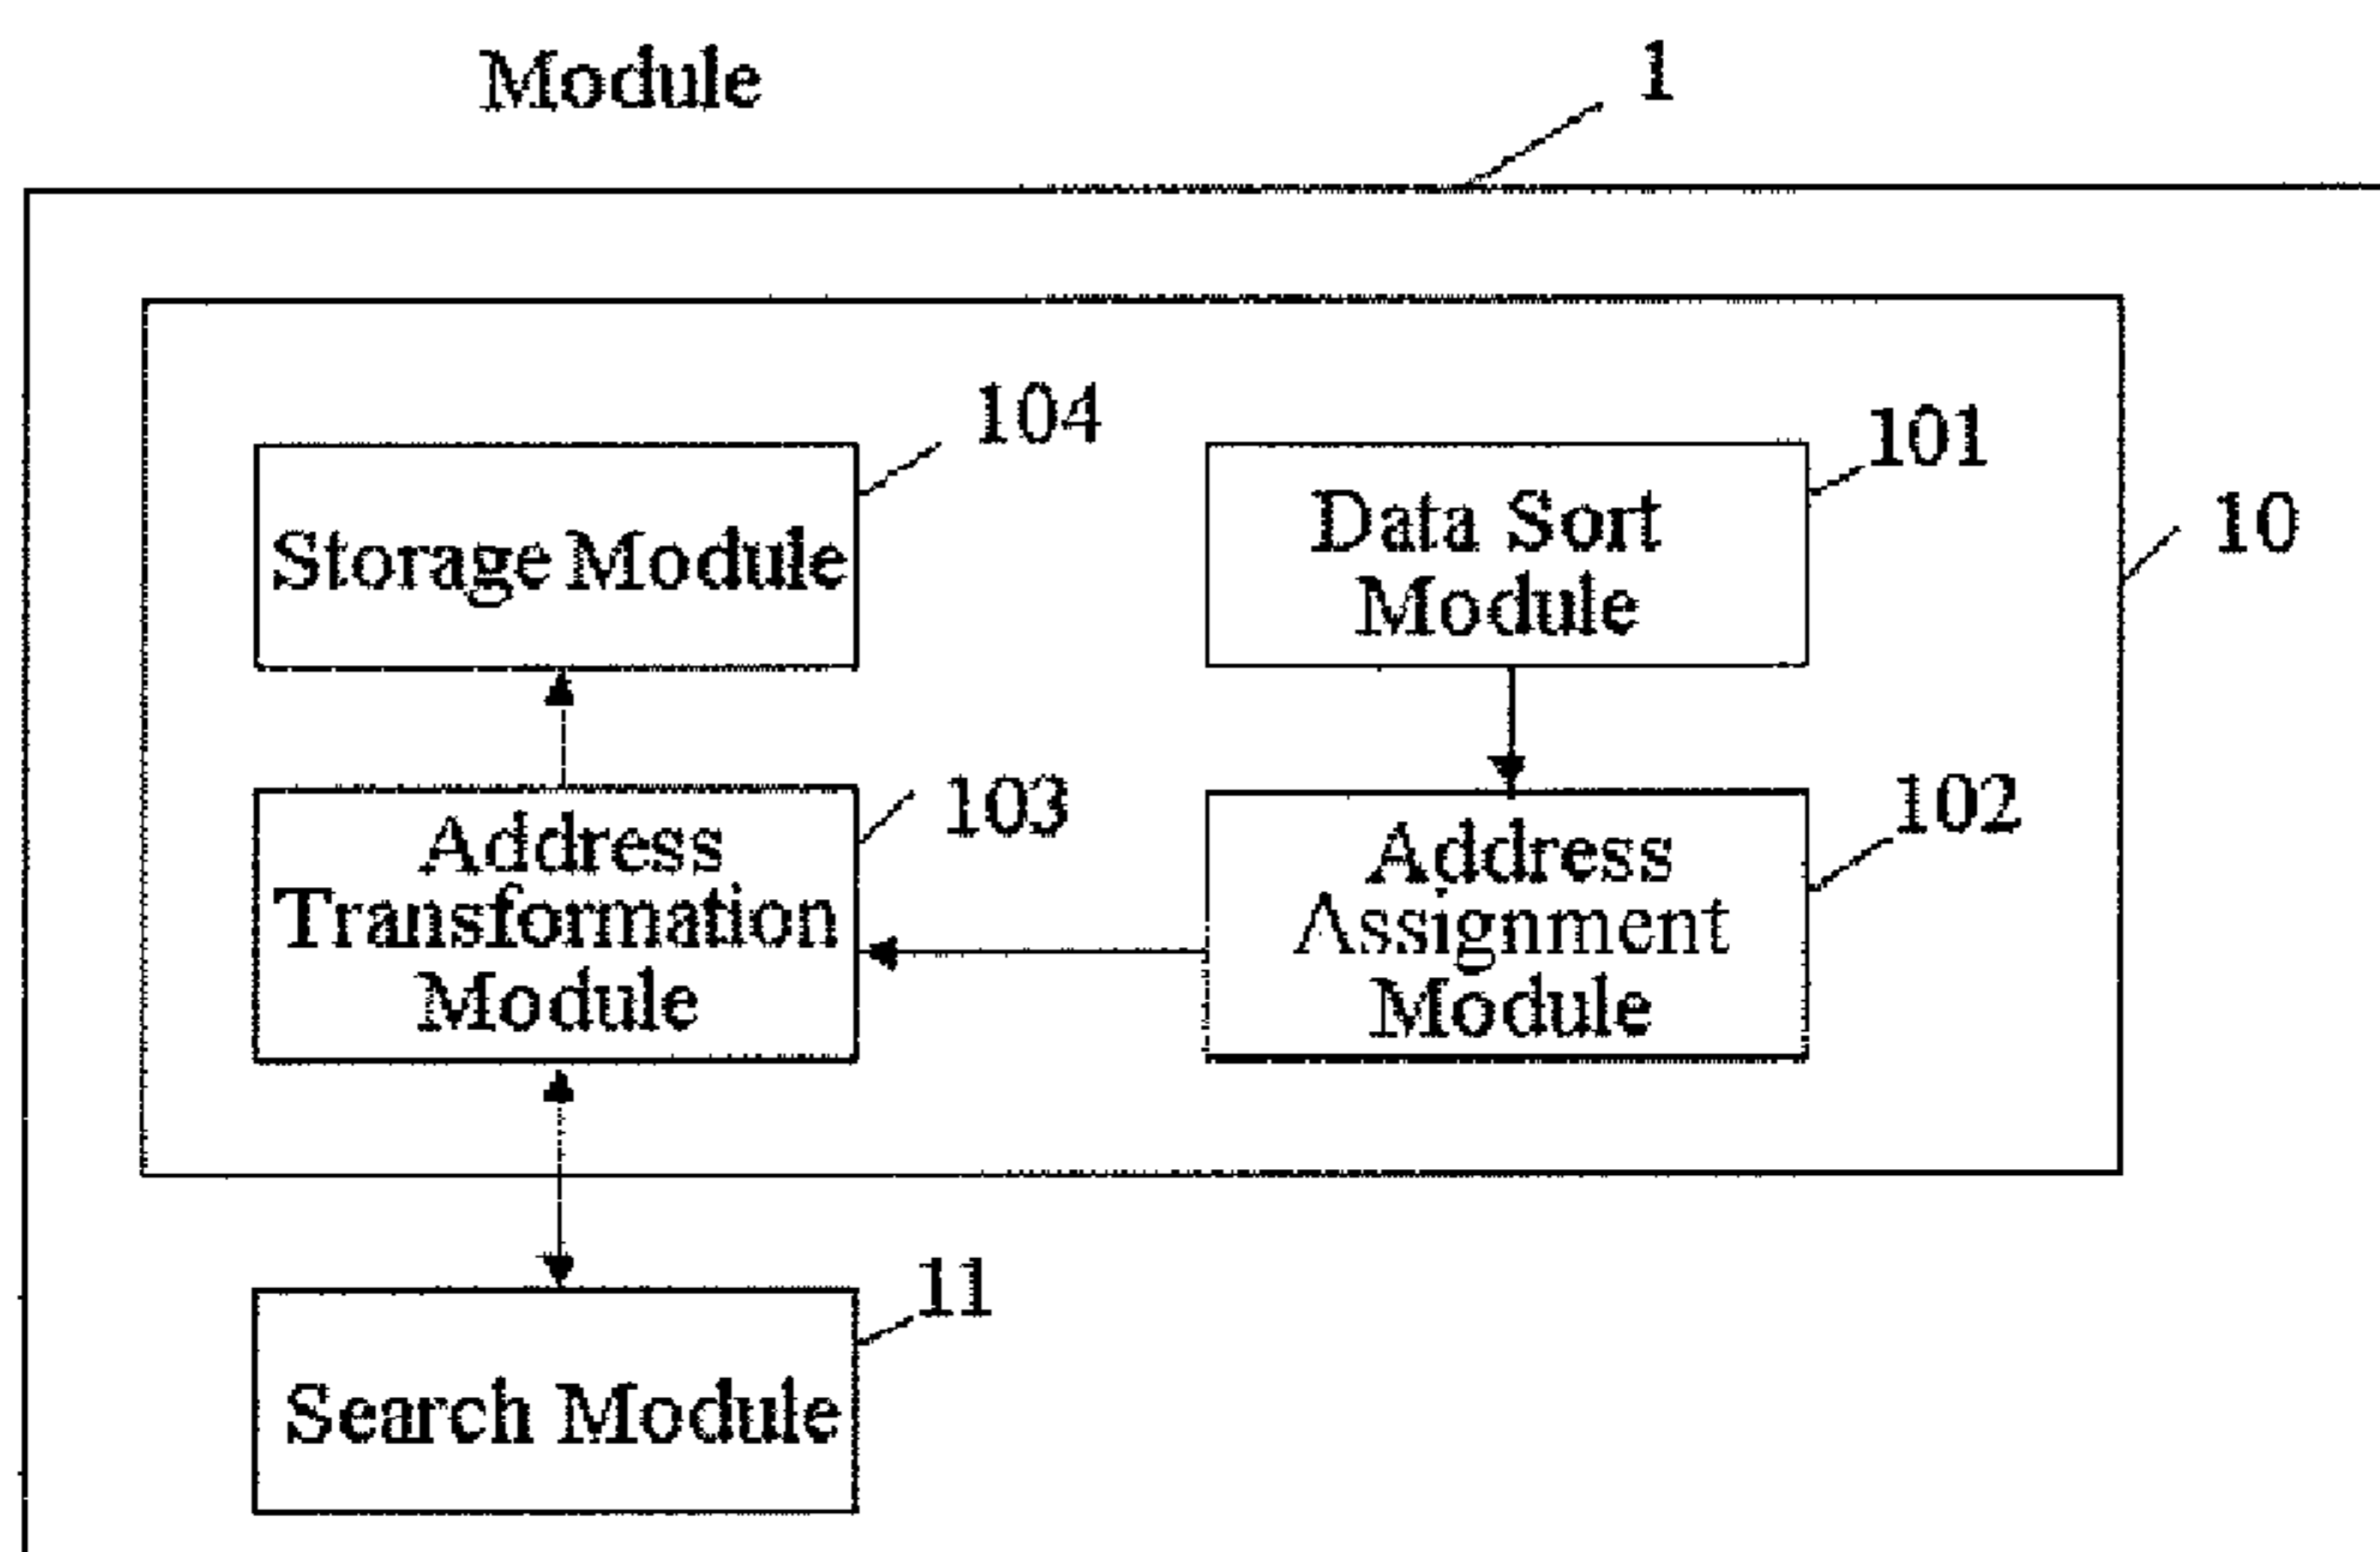 Module
1
104
101
Storage Module
Data Sort
Module
10
103
102
Address
Transformation
Module
Address
Assignment
Module
11
Search Module